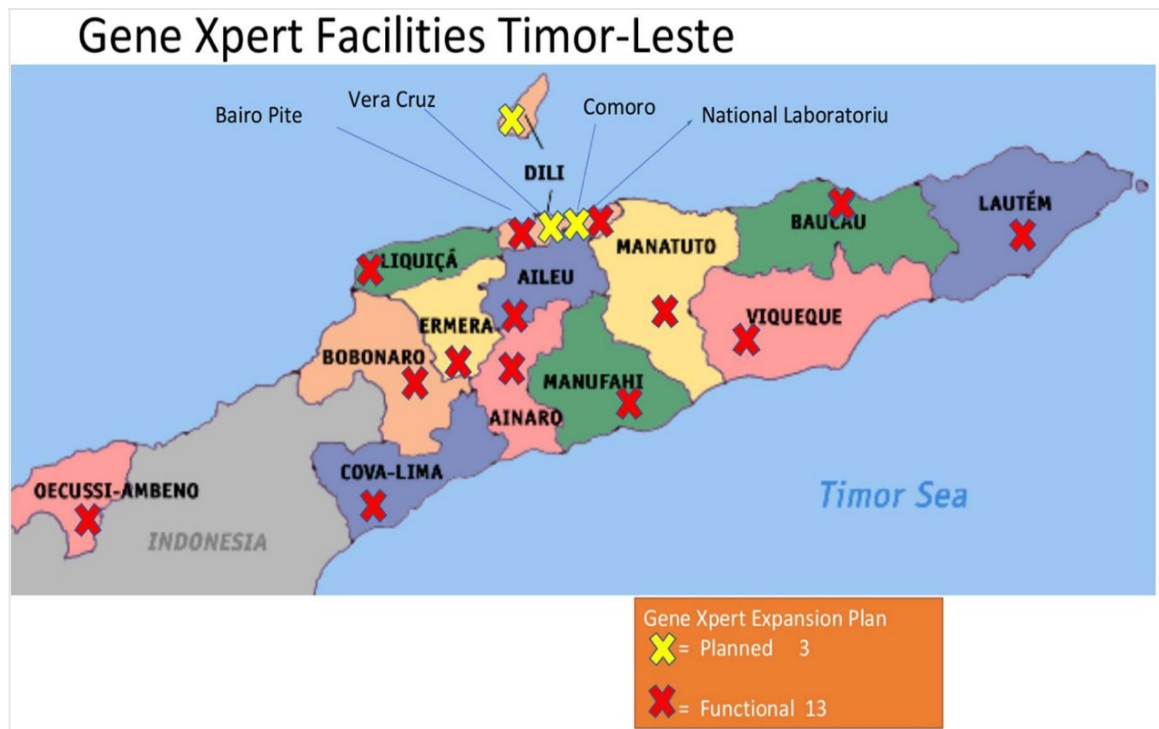 Gene Xpert Facilities Timor-Leste
Vera Cruz
Comoro
Bairo Pite
National Laboratoriu
DILI
LAUTÉM
BAUCAU
MANATUTO
LIQUIÇÁ
AILEU
VIQUEQUE
ERMERA
BOBONARO
MANUFAHI
AINARO
COVA-LIMA
OECUSSI-AMBENO
Timor Sea
INDONESIA
Gene Xpert Expansion Plan
= Planned 3
= Functional 13